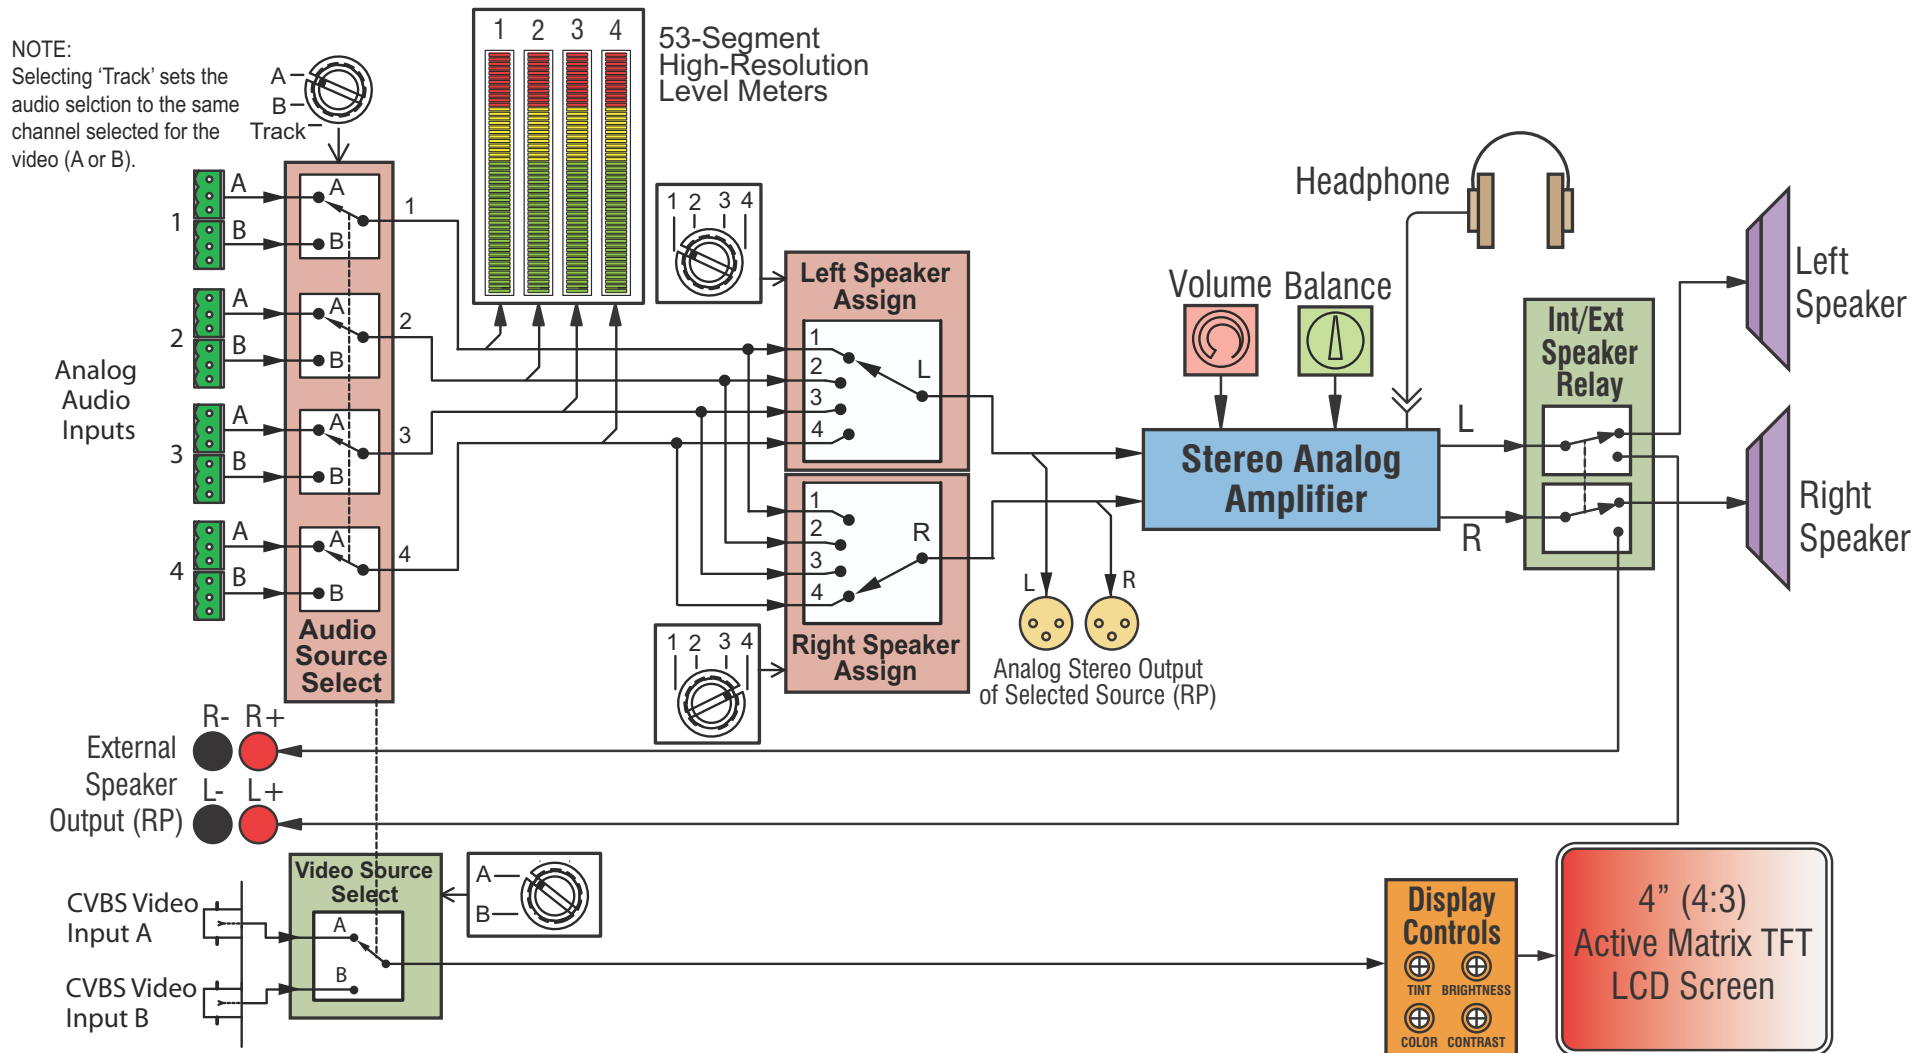 NOTE:
Selecting ‘Track’ sets the
audio selction to the same
channel selected for the
video (A or B).
A
B
Track
1 2 3 4
53-Segment
High-Resolution
Level Meters
Analog
Audio
Inputs
1
A
B
2
A
B
3
A
B
4
A
B
A
B
1
A
B
2
A
B
3
A
B
4
Audio
Source
Select
1 2 3 4
Left Speaker
Assign
1
2
3
4
L
1
2
3
4
R
Right Speaker
Assign
1 2 3 4
L
R
Analog Stereo Output
of Selected Source (RP)
Volume
Balance
Headphone
Stereo Analog
Amplifier
L
R
Int/Ext
Speaker
Relay
Left
Speaker
Right
Speaker
R- R+
External
Speaker
Output (RP)
L- L+
Video Source
Select
A
B
A
B
CVBS Video
Input A
CVBS Video
Input B
Display
Controls
TINT BRIGHTNESS
COLOR CONTRAST
4” (4:3)
Active Matrix TFT
LCD Screen